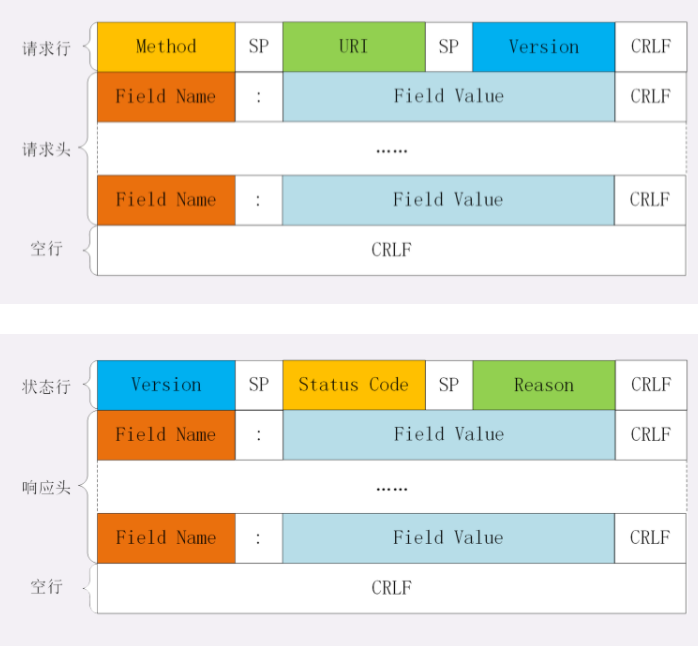 请求行 Method SP URI SP Version CRLF
Field Name : Field Value CRLF
请求头 ……
Field Name : Field Value CRLF
空行 CRLF
状态行 Version SP Status Code SP Reason CRLF
Field Name : Field Value CRLF
响应头 ……
Field Name : Field Value CRLF
空行 CRLF